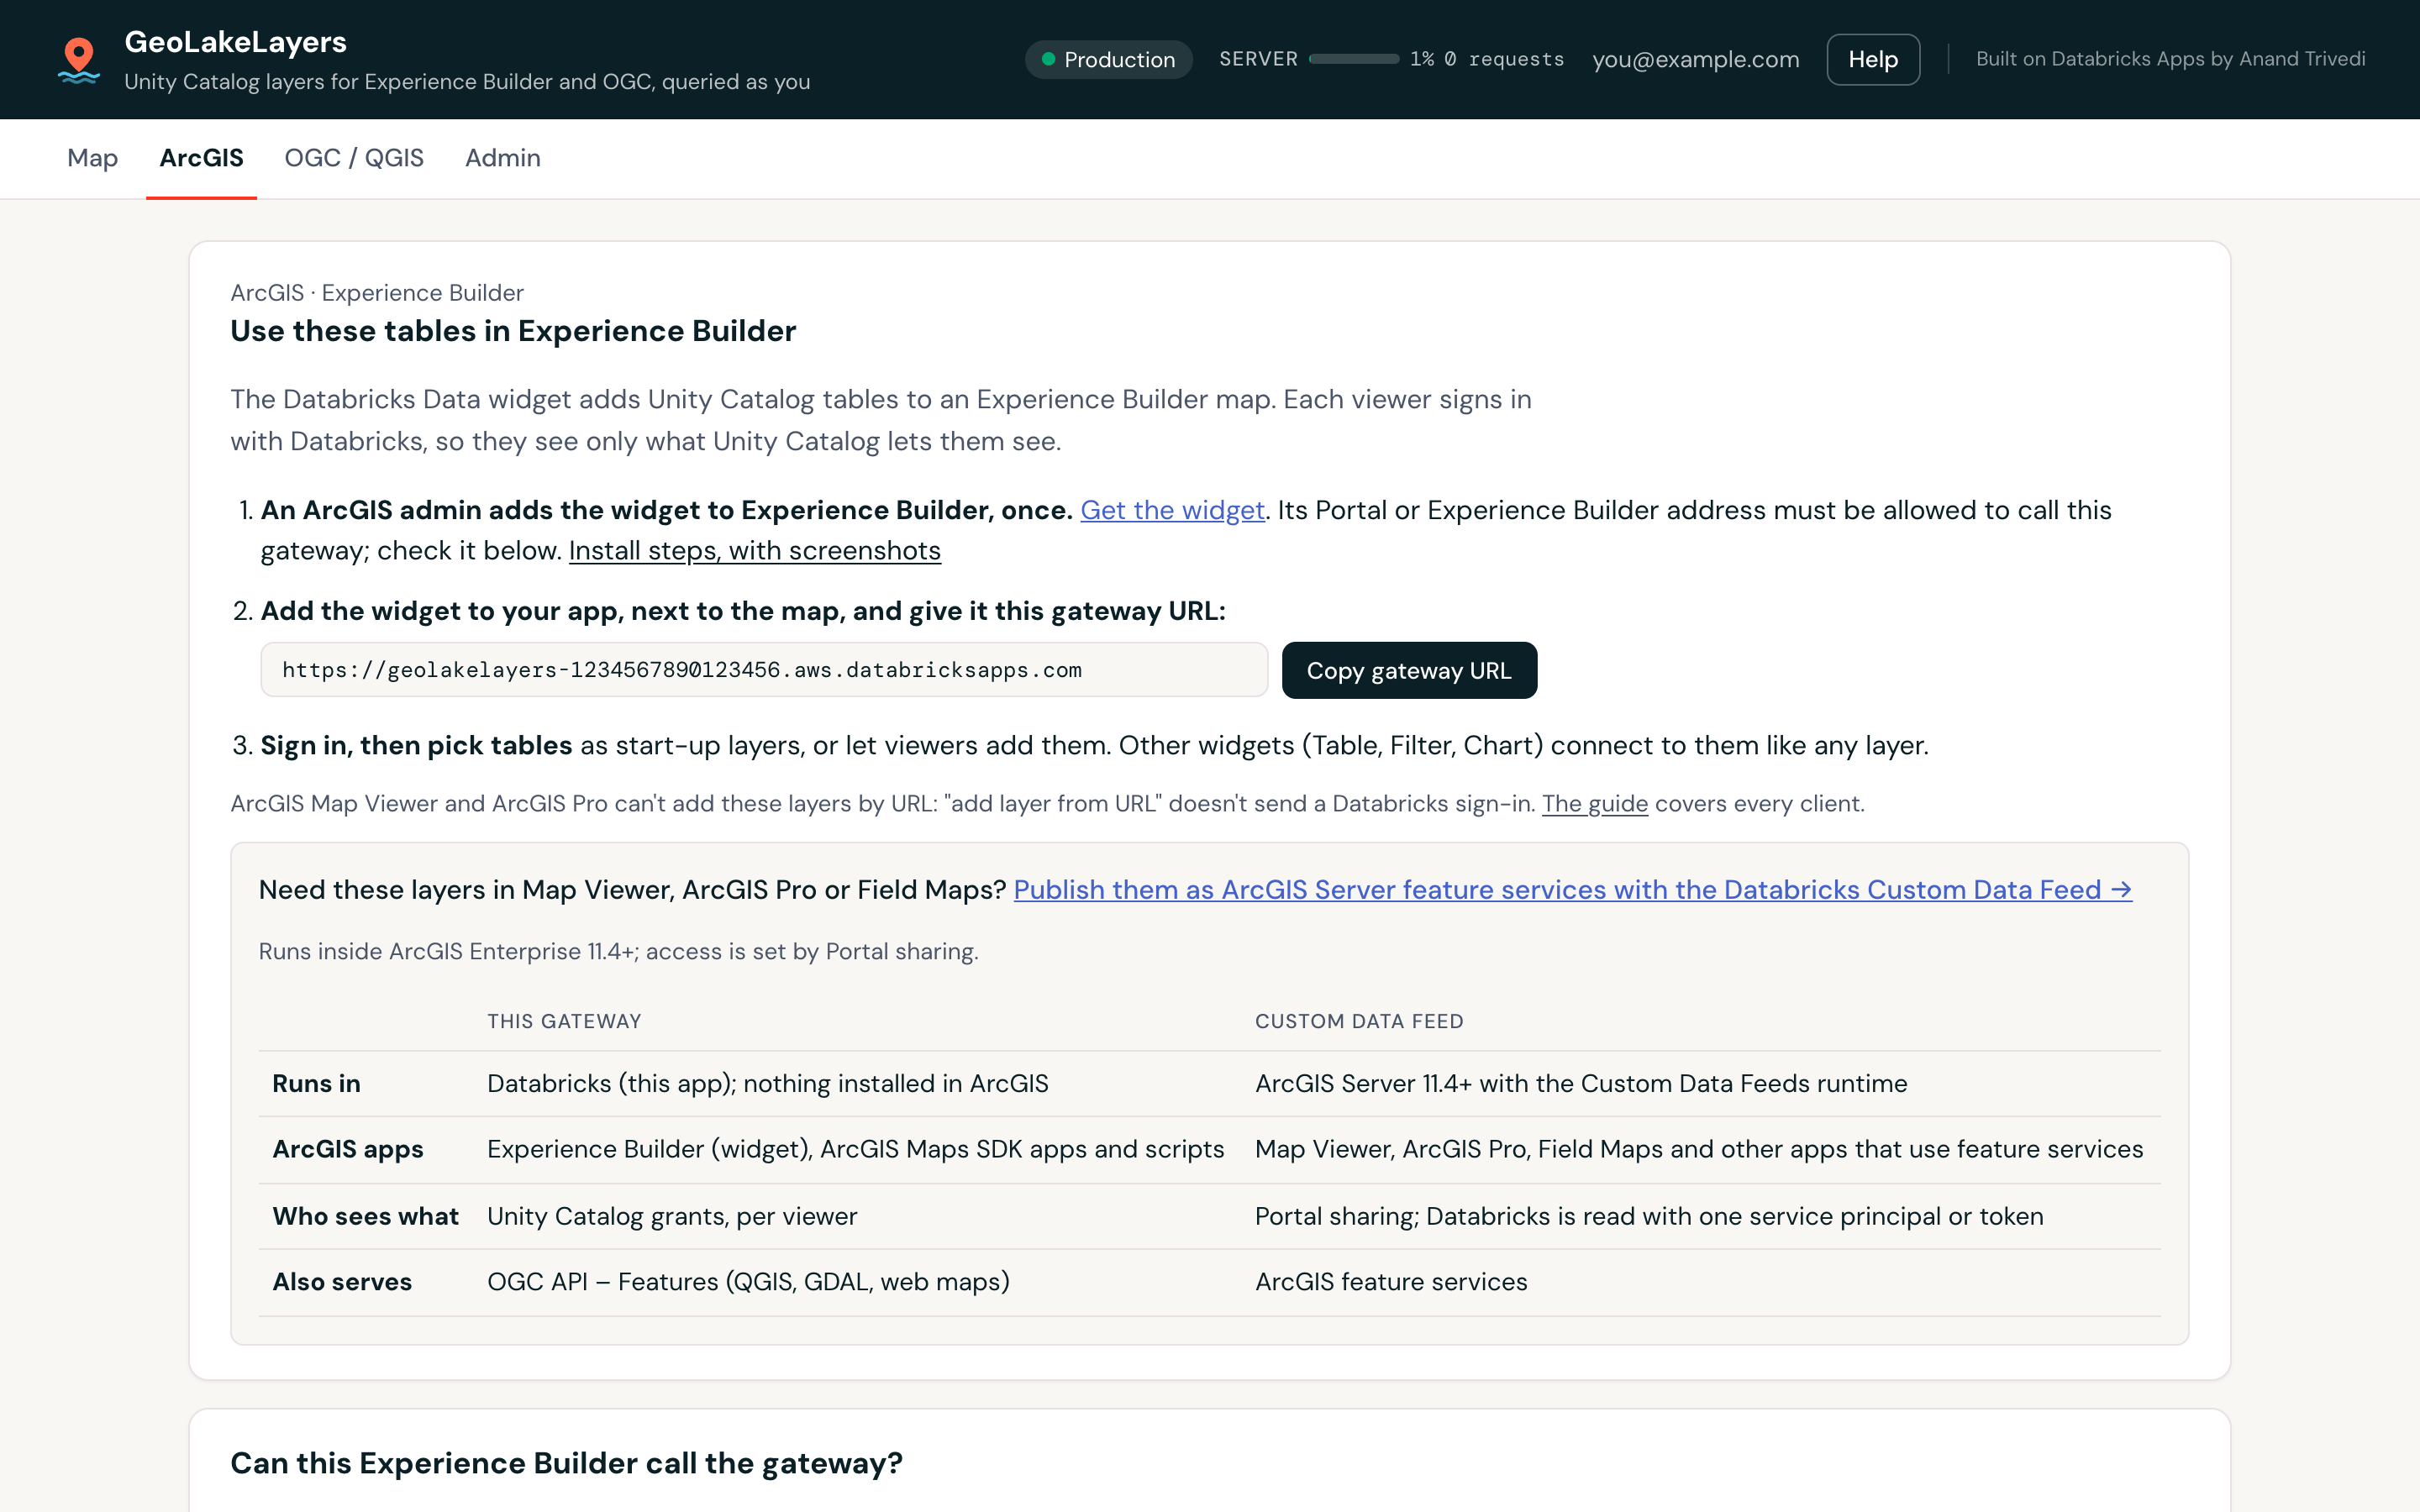 GeoLakeLayers
Unity Catalog layers for Experience Builder and OGC, queried as you
Production
SERVER 1% 0 requests
you@example.com
Help
Built on Databricks Apps by Anand Trivedi
Map
ArcGIS
OGC / QGIS
Admin
ArcGIS · Experience Builder
Use these tables in Experience Builder
The Databricks Data widget adds Unity Catalog tables to an Experience Builder map. Each viewer signs in
with Databricks, so they see only what Unity Catalog lets them see.
1. An ArcGIS admin adds the widget to Experience Builder, once. Get the widget. Its Portal or Experience Builder address must be allowed to call this
gateway; check it below. Install steps, with screenshots
2. Add the widget to your app, next to the map, and give it this gateway URL:
https://geolakelayers-1234567890123456.aws.databricksapps.com
Copy gateway URL
3. Sign in, then pick tables as start-up layers, or let viewers add them. Other widgets (Table, Filter, Chart) connect to them like any layer.
ArcGIS Map Viewer and ArcGIS Pro can't add these layers by URL: "add layer from URL" doesn't send a Databricks sign-in. The guide covers every client.
Need these layers in Map Viewer, ArcGIS Pro or Field Maps? Publish them as ArcGIS Server feature services with the Databricks Custom Data Feed →
Runs inside ArcGIS Enterprise 11.4+; access is set by Portal sharing.
THIS GATEWAY CUSTOM DATA FEED
Runs in Databricks (this app); nothing installed in ArcGIS ArcGIS Server 11.4+ with the Custom Data Feeds runtime
ArcGIS apps Experience Builder (widget), ArcGIS Maps SDK apps and scripts Map Viewer, ArcGIS Pro, Field Maps and other apps that use feature services
Who sees what Unity Catalog grants, per viewer Portal sharing; Databricks is read with one service principal or token
Also serves OGC API – Features (QGIS, GDAL, web maps) ArcGIS feature services
Can this Experience Builder call the gateway?